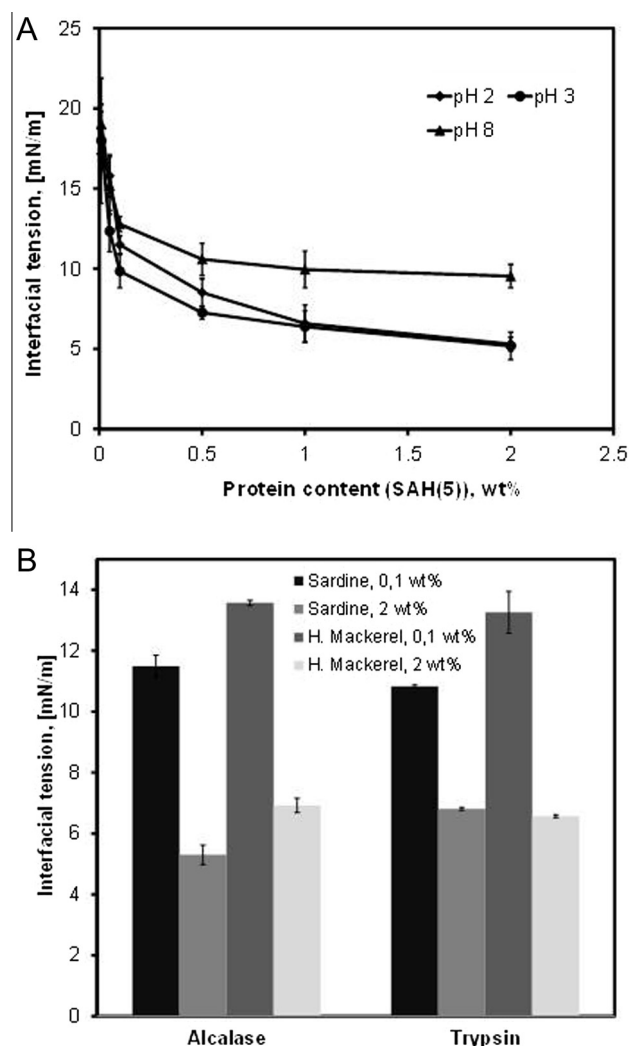 A
25
20
15
10
5
0
Interfacial tension, [mN/m]
pH 2 pH 3
pH 8
0 0.5 1 1.5 2 2.5
Protein content (SAH(5)), wt%
B
14
12
10
8
6
4
2
0
Interfacial tension, [mN/m]
Sardine, 0,1 wt%
Sardine, 2 wt%
H. Mackerel, 0,1 wt%
H. Mackerel, 2 wt%
Alcalase Trypsin